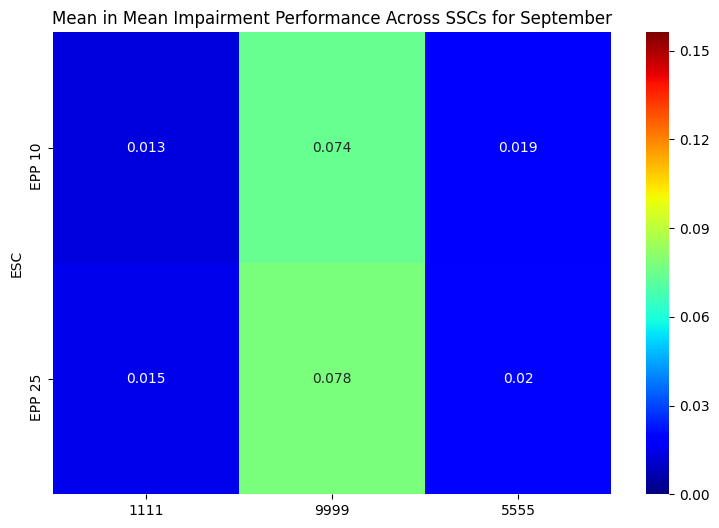 Mean in Mean Impairment Performance Across SSCs for September
ESC
EPP 10
0.013 0.074 0.019
EPP 25
0.015 0.078 0.02
1111 9999 5555
0.15
0.12
0.09
0.06
0.03
0.00